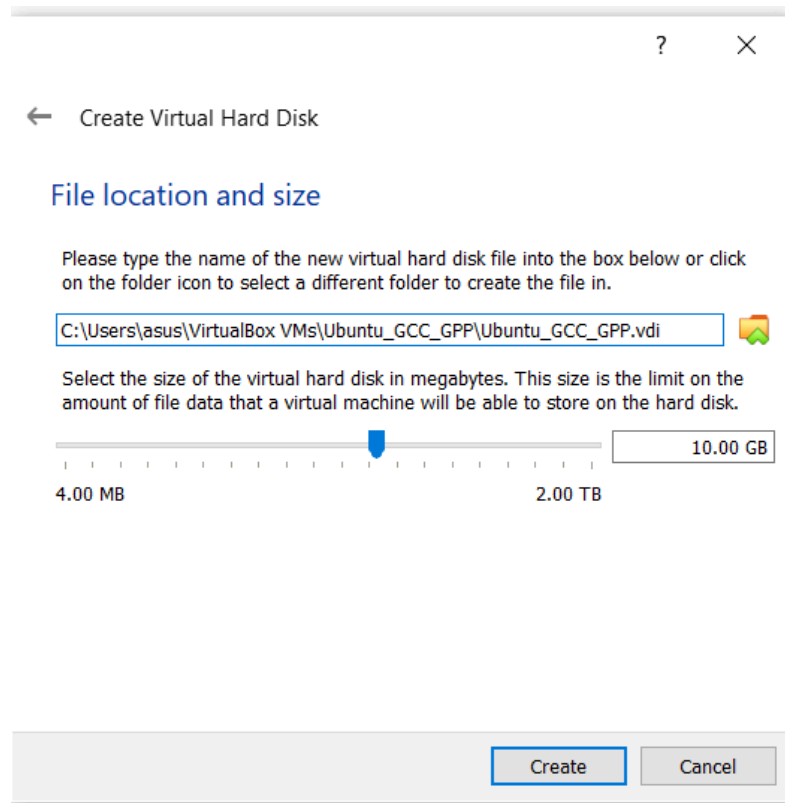 ?
Create Virtual Hard Disk
File location and size
Please type the name of the new virtual hard disk file into the box below or click
on the folder icon to select a different folder to create the file in.
C:\Users\asus\VirtualBox VMs\Ubuntu_GCC_GPP\Ubuntu_GCC_GPP.vdi
Select the size of the virtual hard disk in megabytes. This size is the limit on the
amount of file data that a virtual machine will be able to store on the hard disk.
10.00 GB
4.00 MB 2.00 TB
Create Cancel